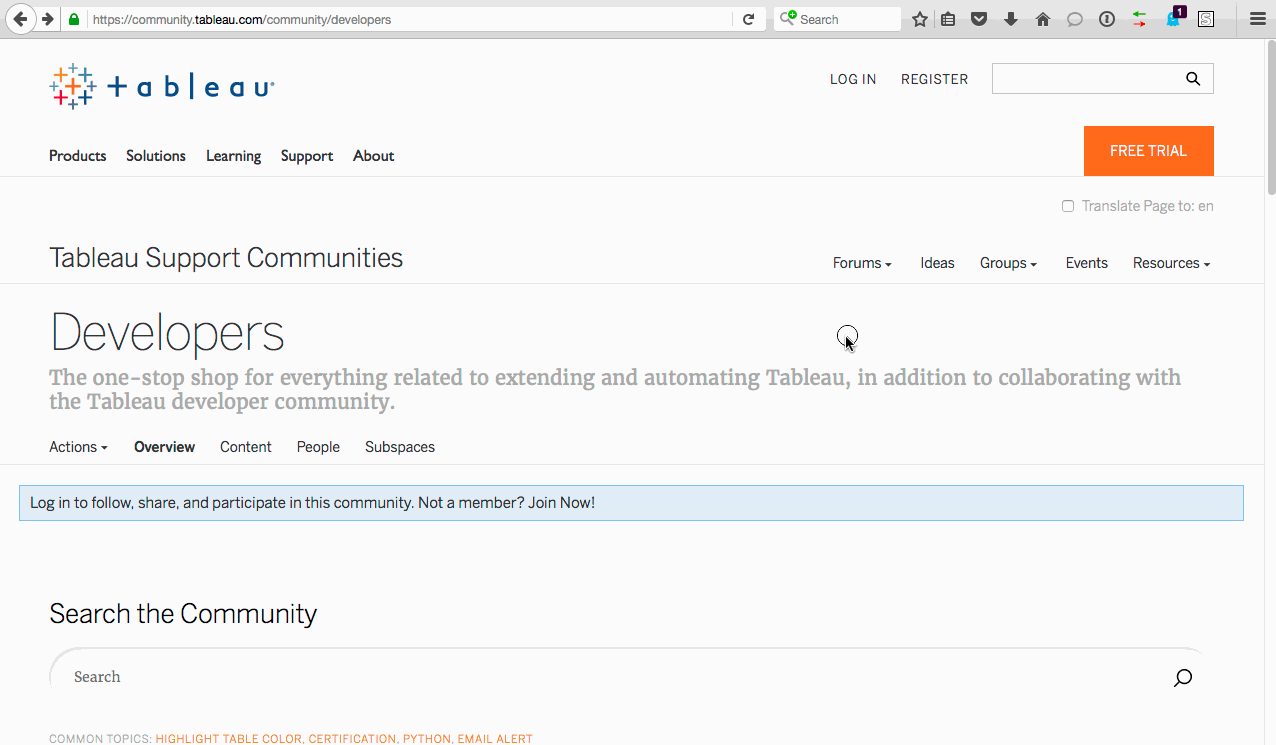 https://community.tableau.com/community/developers
Search
1
S
+ableau
LOG IN REGISTER
Products Solutions Learning Support About
FREE TRIAL
Translate Page to: en
Tableau Support Communities
Forums Ideas Groups Events Resources
Developers
The one-stop shop for everything related to extending and automating Tableau, in addition to collaborating with
the Tableau developer community.
Actions Overview Content People Subspaces
Log in to follow, share, and participate in this community. Not a member? Join Now!
Search the Community
Search
COMMON TOPICS: HIGHLIGHT TABLE COLOR, CERTIFICATION, PYTHON, EMAIL ALERT